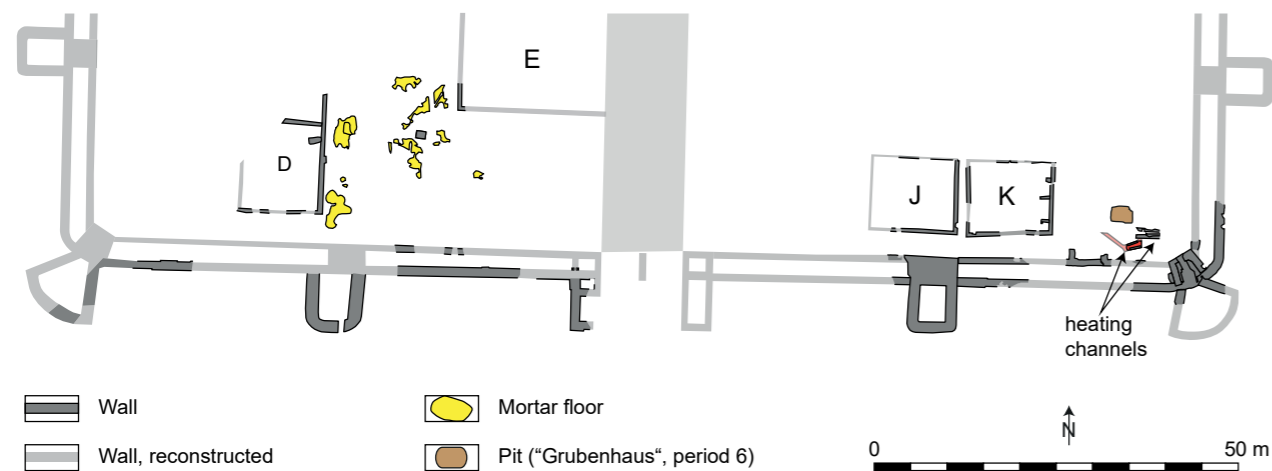 E
D
J
K
heating
channels
Wall
Mortar floor
Wall, reconstructed
Pit (“Grubenhaus“, period 6)
N
0
50 m